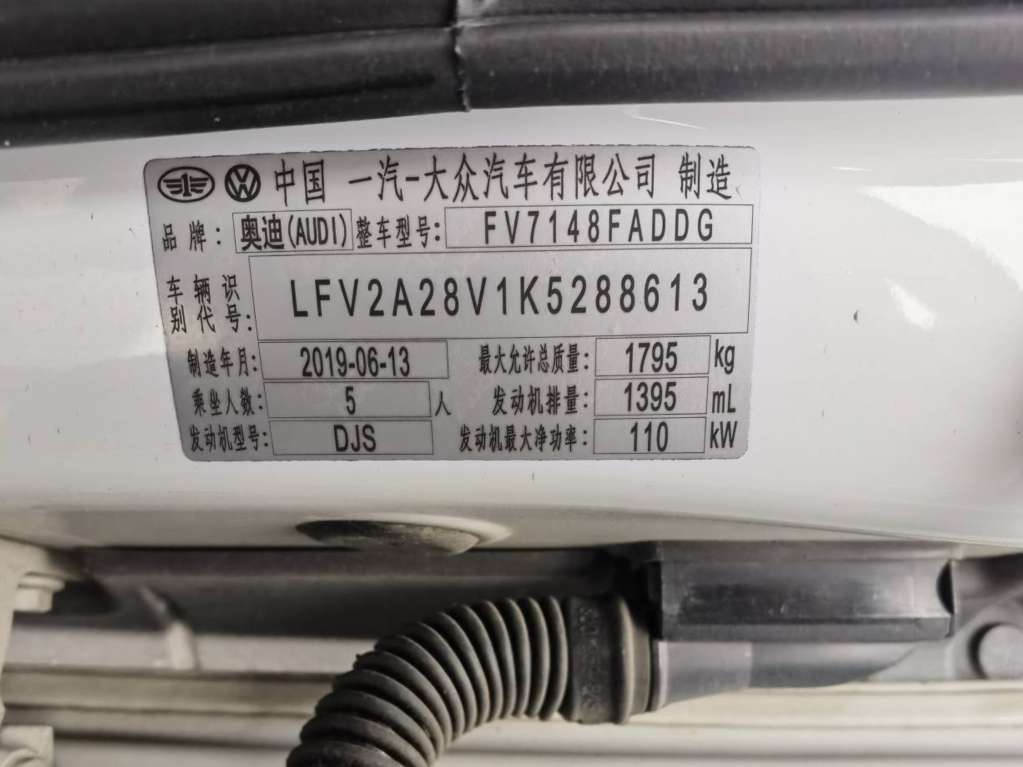 中国 一汽-大众汽车有限公司 制造
品牌: 奥迪(AUDI) 整车型号: FV7148FADDG
车辆识别代号: LFV2A28V1K5288613
制造年月: 2019-06-13 最大允许总质量: 1795 kg
乘坐人数: 5 人 发动机排量: 1395 mL
发动机型号: DJS 发动机最大净功率: 110 kW